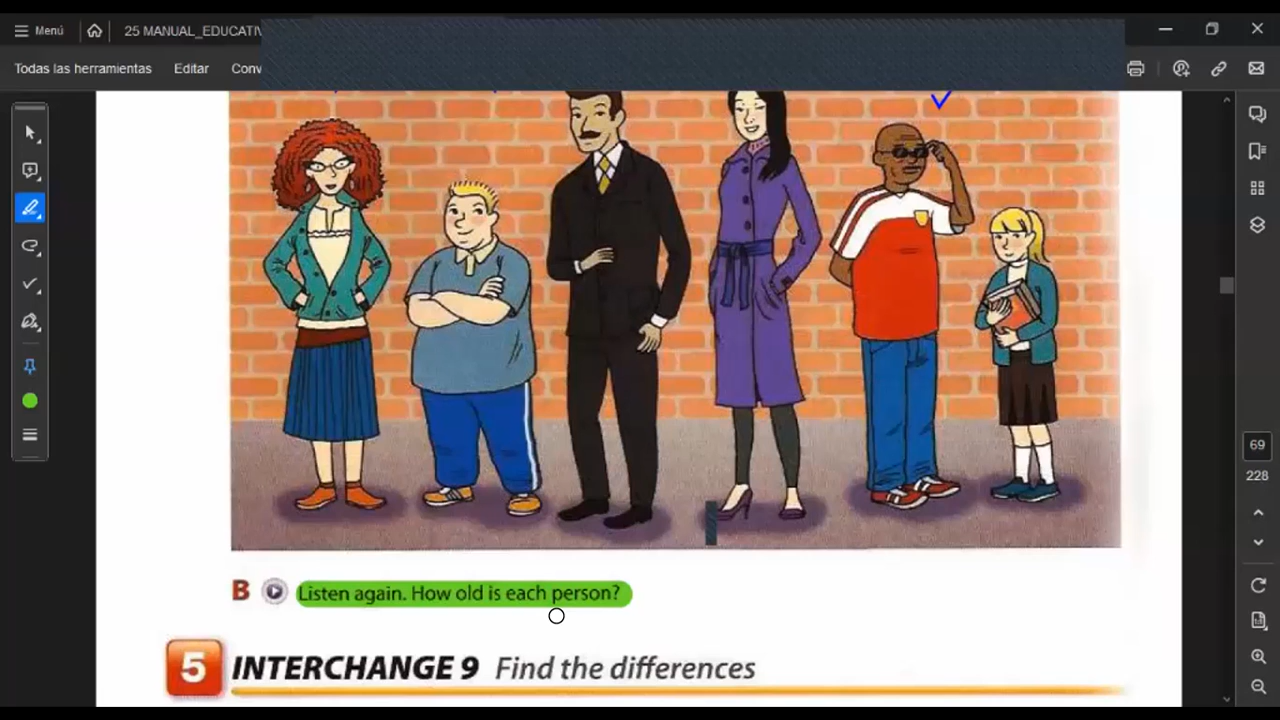 Menú
25 MANUAL_EDUCATIV
Todas las herramientas
Editar
Conv
69
228
B Listen again. How old is each person?
5 INTERCHANGE 9 Find the differences